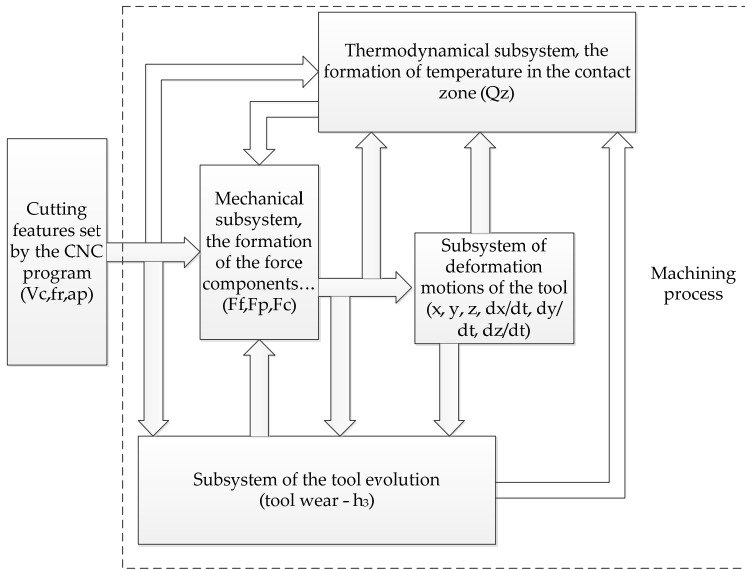 Thermodynamical subsystem, the
formation of temperature in the contact
zone (Qz)
Cutting
features set
by the CNC
program
(Vc,fr,ap)
Mechanical
subsystem,
the formation
of the force
components…
(Ff,Fp,Fc)
Subsystem of
deformation
motions of the tool
(x, y, z, dx/dt, dy/
dt, dz/dt)
Machining
process
Subsystem of the tool evolution
(tool wear - h₃)